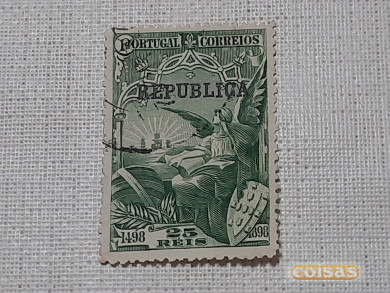 PORTUGAL CORREIOS
REPUBLICA
1498 25 1898
REIS
coisas